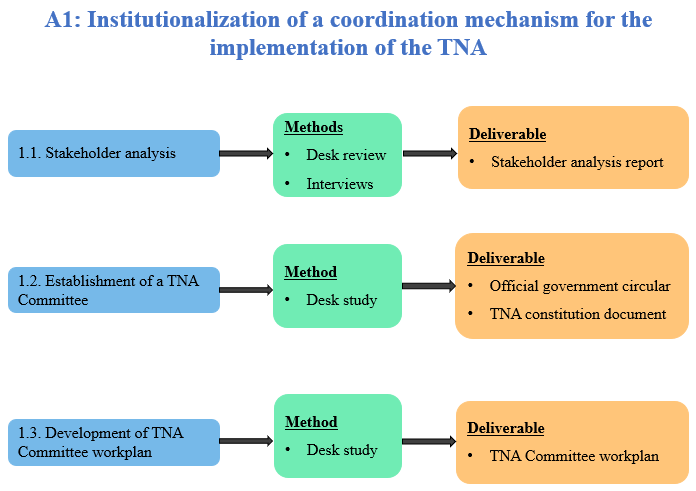 A1: Institutionalization of a coordination mechanism for the
implementation of the TNA
1.1. Stakeholder analysis
Methods
• Desk review
• Interviews
Deliverable
• Stakeholder analysis report
1.2. Establishment of a TNA
Committee
Method
• Desk study
Deliverable
• Official government circular
• TNA constitution document
1.3. Development of TNA
Committee workplan
Method
• Desk study
Deliverable
• TNA Committee workplan